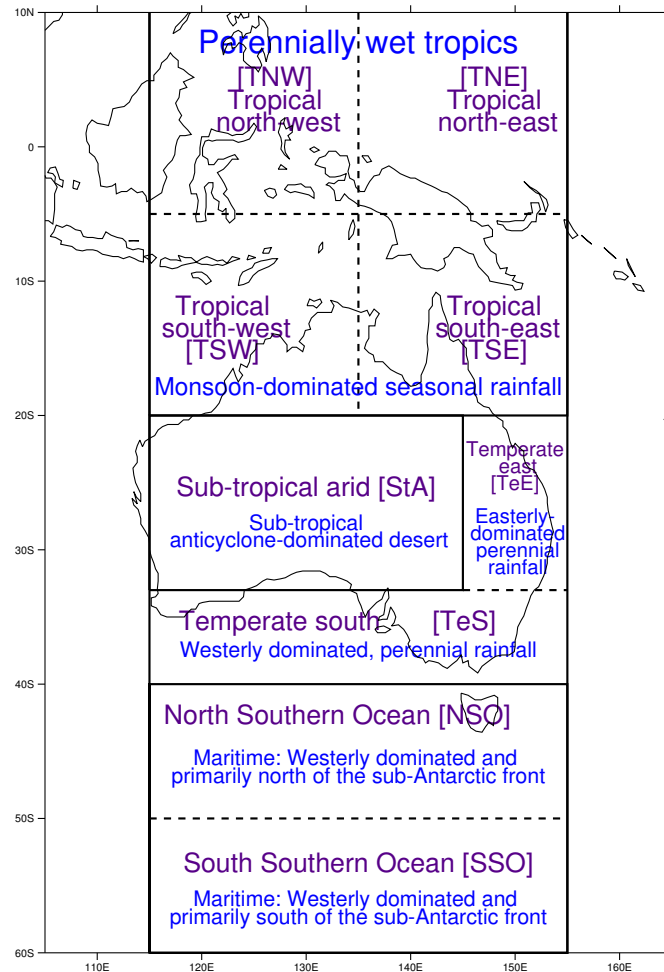 10N
Perennially wet tropics
[TNW]
Tropical
north-west
[TNE]
Tropical
north-east
0
10S
Tropical
south-west
[TSW]
Tropical
south-east
[TSE]
Monsoon-dominated seasonal rainfall
20S
Sub-tropical arid [StA]
Sub-tropical
anticyclone-dominated desert
Temperate
east
[TeE]
Easterly-
dominated
perennial
rainfall
30S
Temperate south [TeS]
Westerly dominated, perennial rainfall
40S
North Southern Ocean [NSO]
Maritime: Westerly dominated and
primarily north of the sub-Antarctic front
50S
South Southern Ocean [SSO]
Maritime: Westerly dominated and
primarily south of the sub-Antarctic front
60S
110E 120E 130E 140E 150E 160E